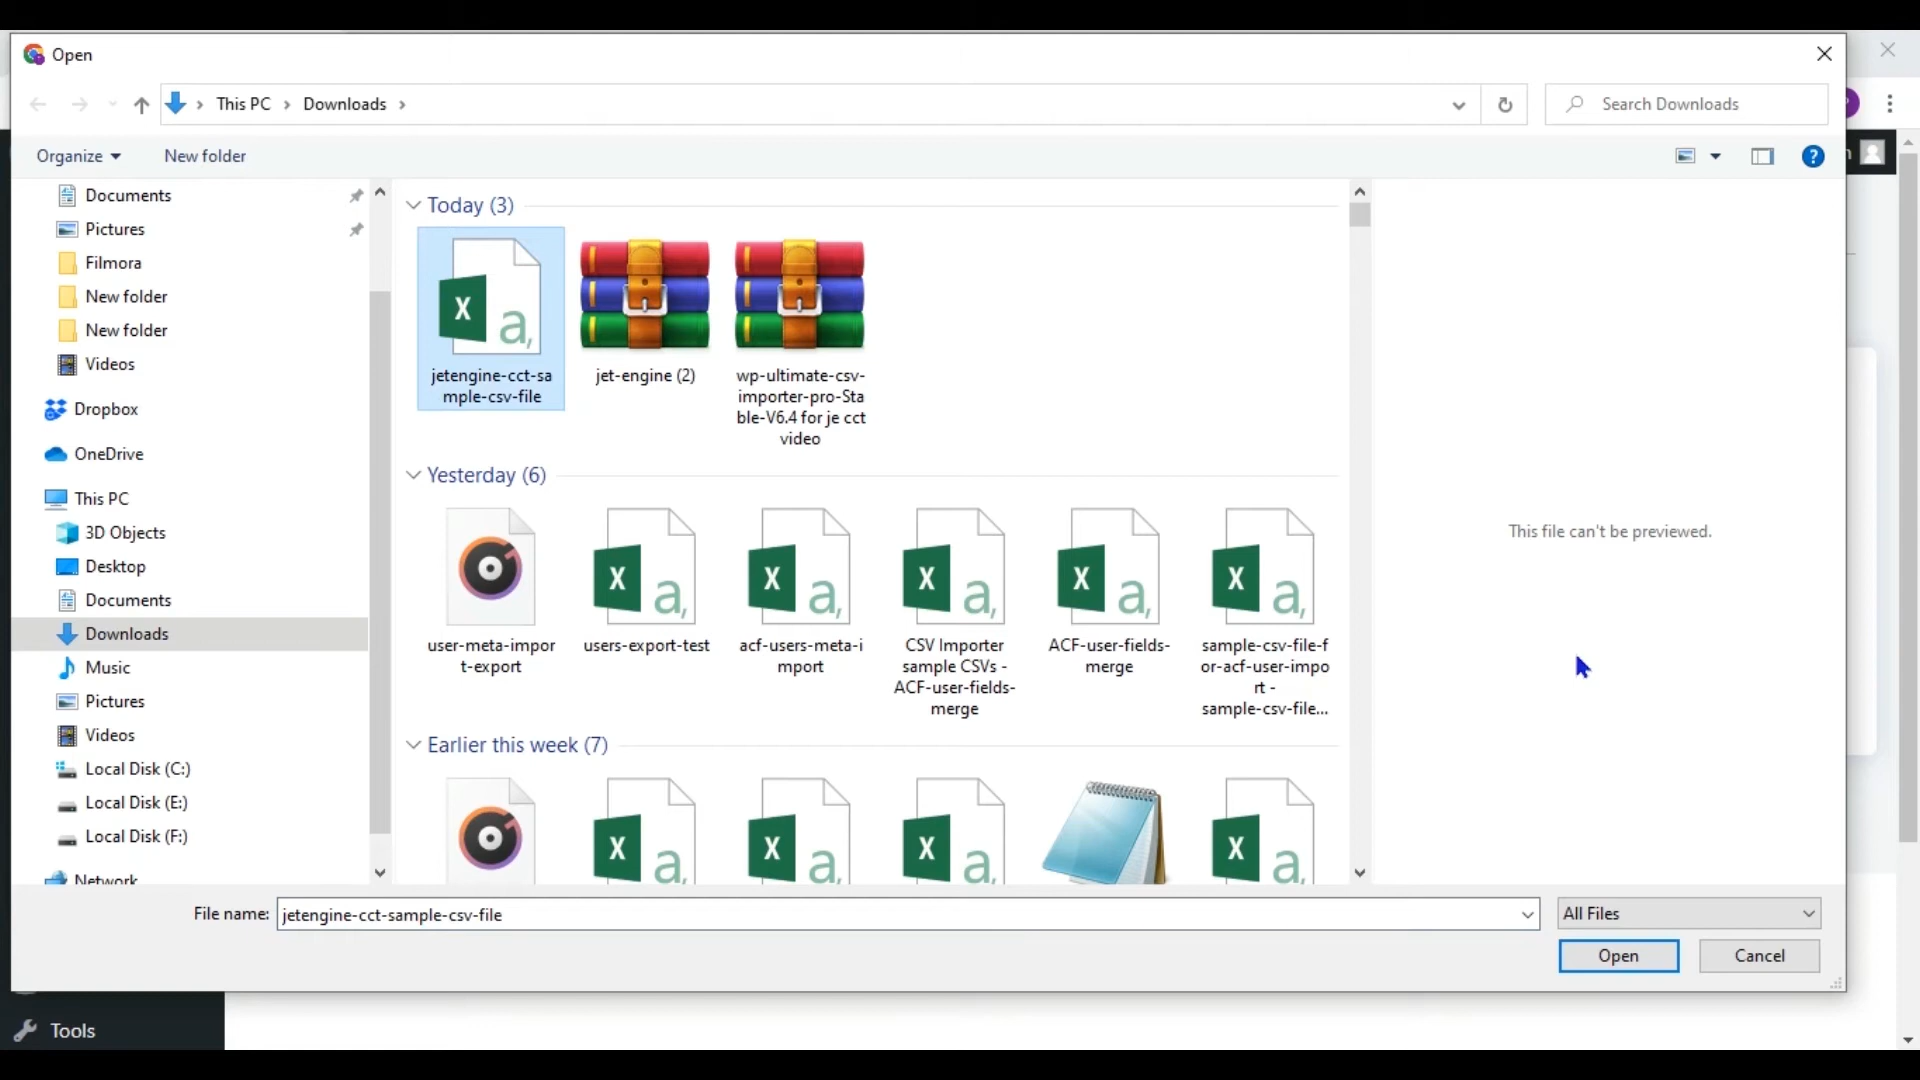 Open
This PC
Downloads
Search Downloads
Organize
New folder
Documents
Pictures
Filmora
New folder
New folder
Videos
Dropbox
OneDrive
This PC
3D Objects
Desktop
Documents
Downloads
Music
Pictures
Videos
Local Disk (C:)
Local Disk (E:)
Local Disk (F:)
Network
Today (3)
jetengine-cct-sa
mple-csv-file
jet-engine (2)
wp-ultimate-csv-
importer-pro-Sta
ble-V6.4 for je cct
video
Yesterday (6)
user-meta-impor
t-export
users-export-test
acf-users-meta-i
mport
CSV Importer
sample CSVs -
ACF-user-fields-
merge
ACF-user-fields-
merge
sample-csv-file-f
or-acf-user-impo
rt -
sample-csv-file...
Earlier this week (7)
This file can't be previewed.
File name:
jetengine-cct-sample-csv-file
All Files
Open
Cancel
Tools